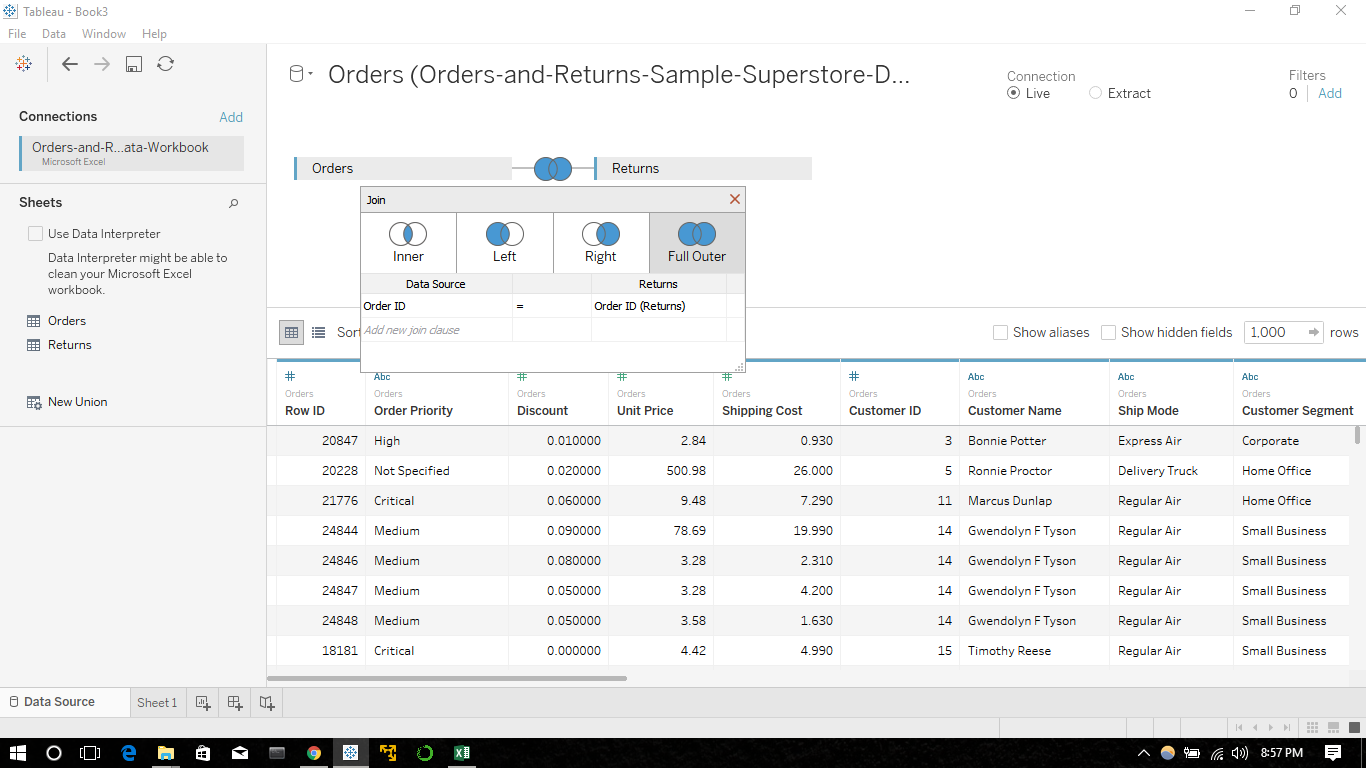 Tableau - Book3
File Data Window Help
Orders (Orders-and-Returns-Sample-Superstore-D...
Connection
Live Extract
Filters
0 Add
Connections Add
Orders-and-R...ata-Workbook
Microsoft Excel
Sheets
Use Data Interpreter
Data Interpreter might be able to
clean your Microsoft Excel
workbook.
Orders
Returns
New Union
Orders Returns
Join
Inner Left Right Full Outer
Data Source Returns
Order ID = Order ID (Returns)
Add new join clause
Sort
Show aliases Show hidden fields 1,000 rows
# Abc # # # # Abc Abc Abc
Orders Orders Orders Orders Orders Orders Orders Orders Orders
Row ID Order Priority Discount Unit Price Shipping Cost Customer ID Customer Name Ship Mode Customer Segment
20847 High 0.010000 2.84 0.930 3 Bonnie Potter Express Air Corporate
20228 Not Specified 0.020000 500.98 26.000 5 Ronnie Proctor Delivery Truck Home Office
21776 Critical 0.060000 9.48 7.290 11 Marcus Dunlap Regular Air Home Office
24844 Medium 0.090000 78.69 19.990 14 Gwendolyn F Tyson Regular Air Small Business
24846 Medium 0.080000 3.28 2.310 14 Gwendolyn F Tyson Regular Air Small Business
24847 Medium 0.050000 3.28 4.200 14 Gwendolyn F Tyson Regular Air Small Business
24848 Medium 0.050000 3.58 1.630 14 Gwendolyn F Tyson Regular Air Small Business
18181 Critical 0.000000 4.42 4.990 15 Timothy Reese Regular Air Small Business
Data Source Sheet 1
8:57 PM